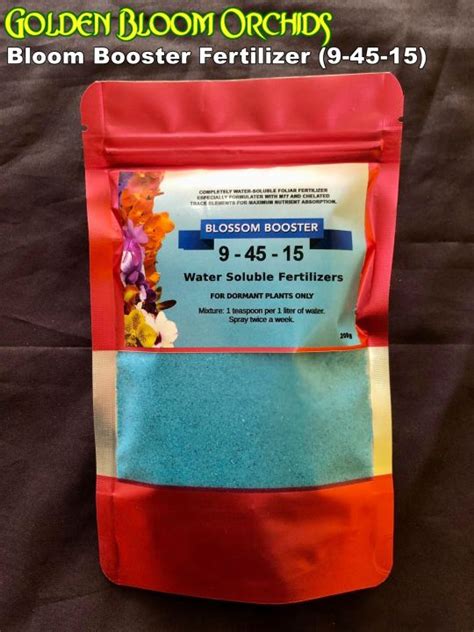 Golden Bloom Orchids
Bloom Booster Fertilizer (9-45-15)
COMPLETELY WATER-SOLUBLE FOLIAR FERTILIZER
ESPECIALLY FORMULATED WITH M77 AND CHELATED
TRACE ELEMENTS FOR MAXIMUM NUTRIENT ABSORPTION.
BLOSSOM BOOSTER
9 - 45 - 15
Water Soluble Fertilizers
FOR DORMANT PLANTS ONLY
Mixture: 1 teaspoon per 1 liter of water.
Spray twice a week.
200g